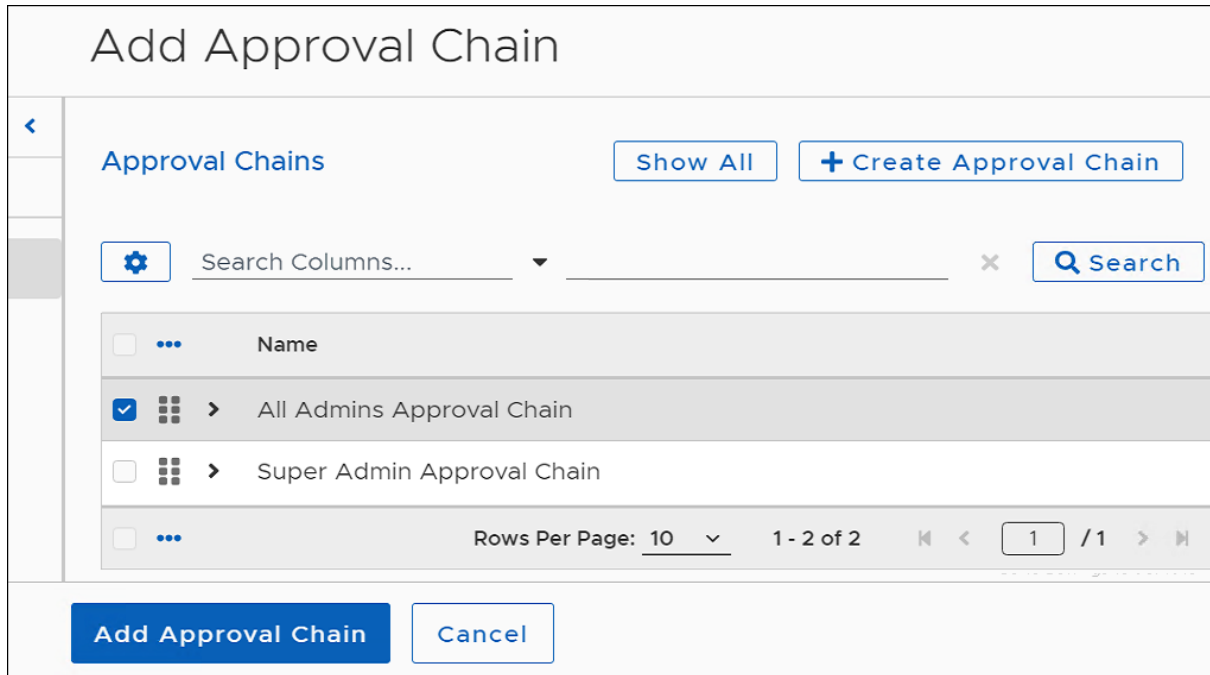 Add Approval Chain
Approval Chains Show All + Create Approval Chain
Search Columns... Search
Name
All Admins Approval Chain
Super Admin Approval Chain
Rows Per Page: 10 1 - 2 of 2 1 / 1
Add Approval Chain Cancel